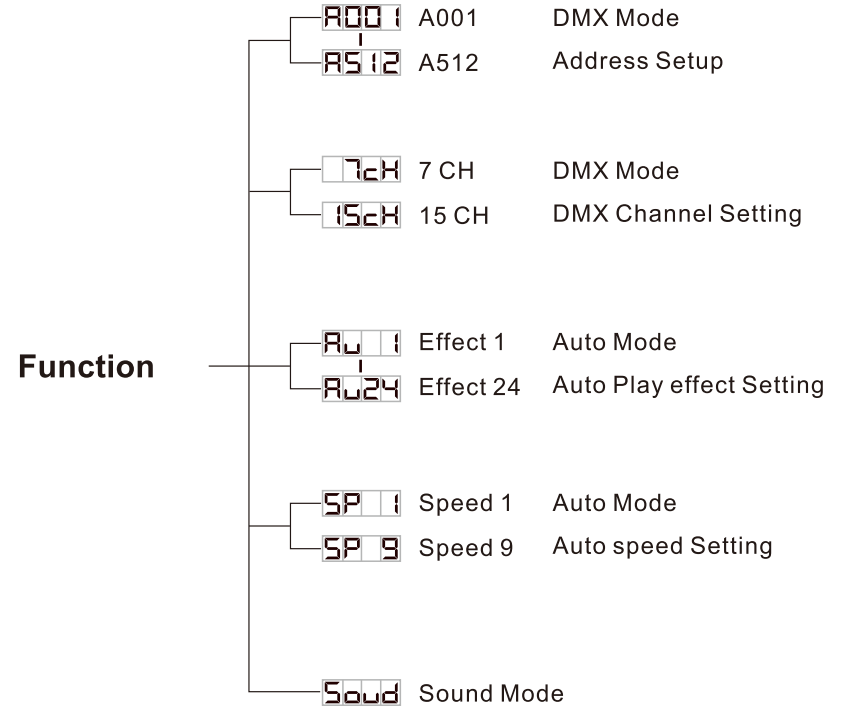 A001 A001 DMX Mode
A512 A512 Address Setup
7cH 7 CH DMX Mode
15cH 15 CH DMX Channel Setting
Au 1 Effect 1 Auto Mode
Function
Au24 Effect 24 Auto Play effect Setting
SP 1 Speed 1 Auto Mode
SP 9 Speed 9 Auto speed Setting
Soud Sound Mode